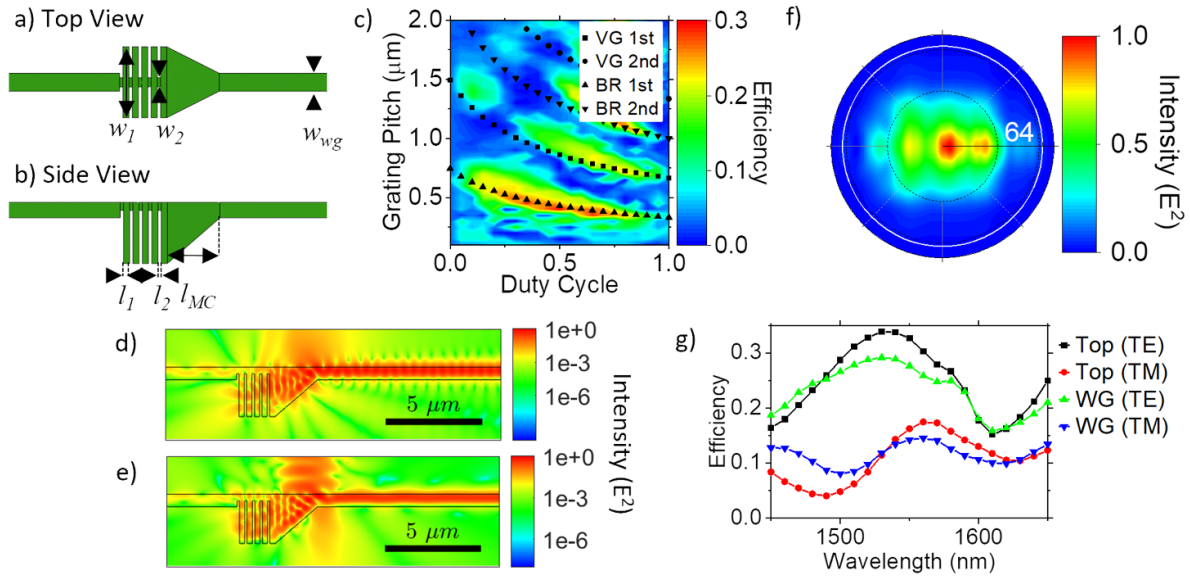 a) Top View
w1
w2
wwg
b) Side View
l1
l2
lMC
c)
Grating Pitch (μm)
2.0
1.5
1.0
0.5
0.0
0.5
1.0
Duty Cycle
VG 1st
VG 2nd
BR 1st
BR 2nd
0.3
0.2
0.1
0.0
Efficiency
f)
64
1.0
0.5
0.0
Intensity (E²)
d)
5 μm
1e+0
1e-3
1e-6
e)
5 μm
1e+0
1e-3
1e-6
Intensity (E²)
g)
Efficiency
0.3
0.2
0.1
0.0
1500
1600
Wavelength (nm)
Top (TE)
Top (TM)
WG (TE)
WG (TM)